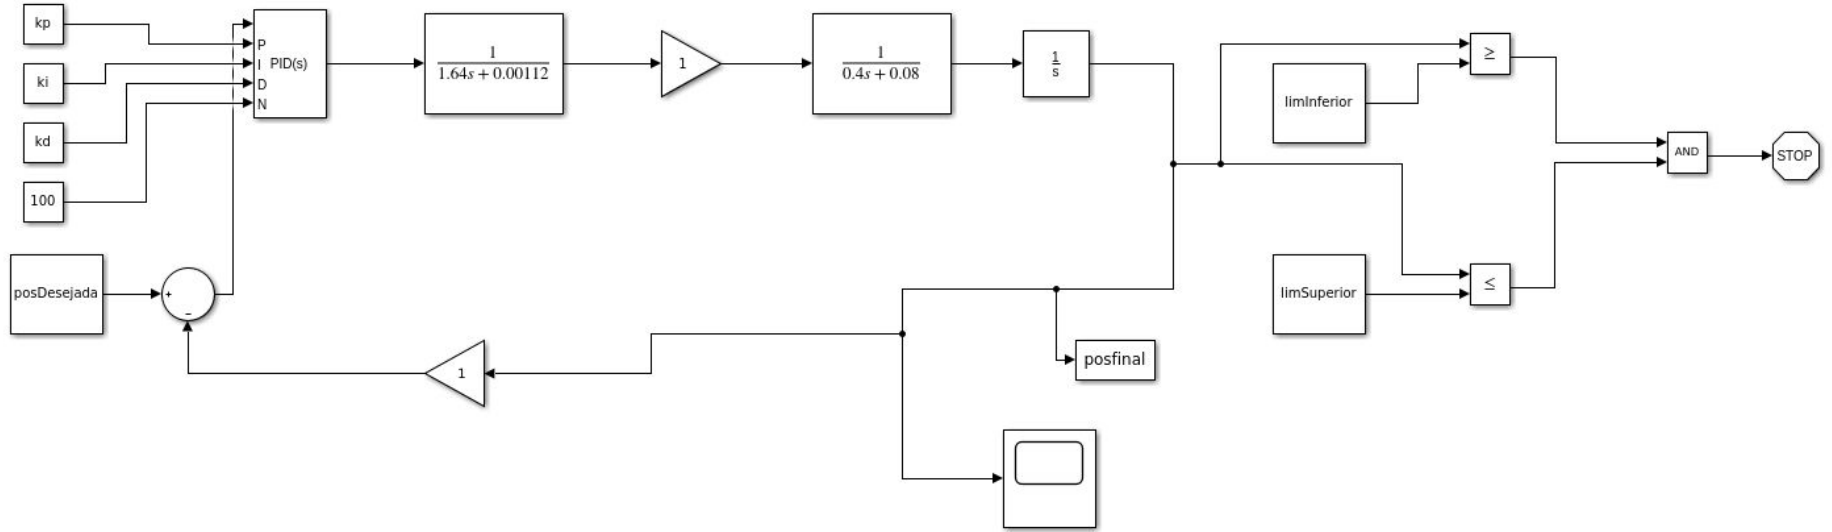 kp
ki
kd
100
P
I
D
N
PID(s)
1
1.64s + 0.00112
1
1
0.4s + 0.08
1
s
limInferior
≥
AND
STOP
limSuperior
≤
posDesejada
+
−
1
posfinal